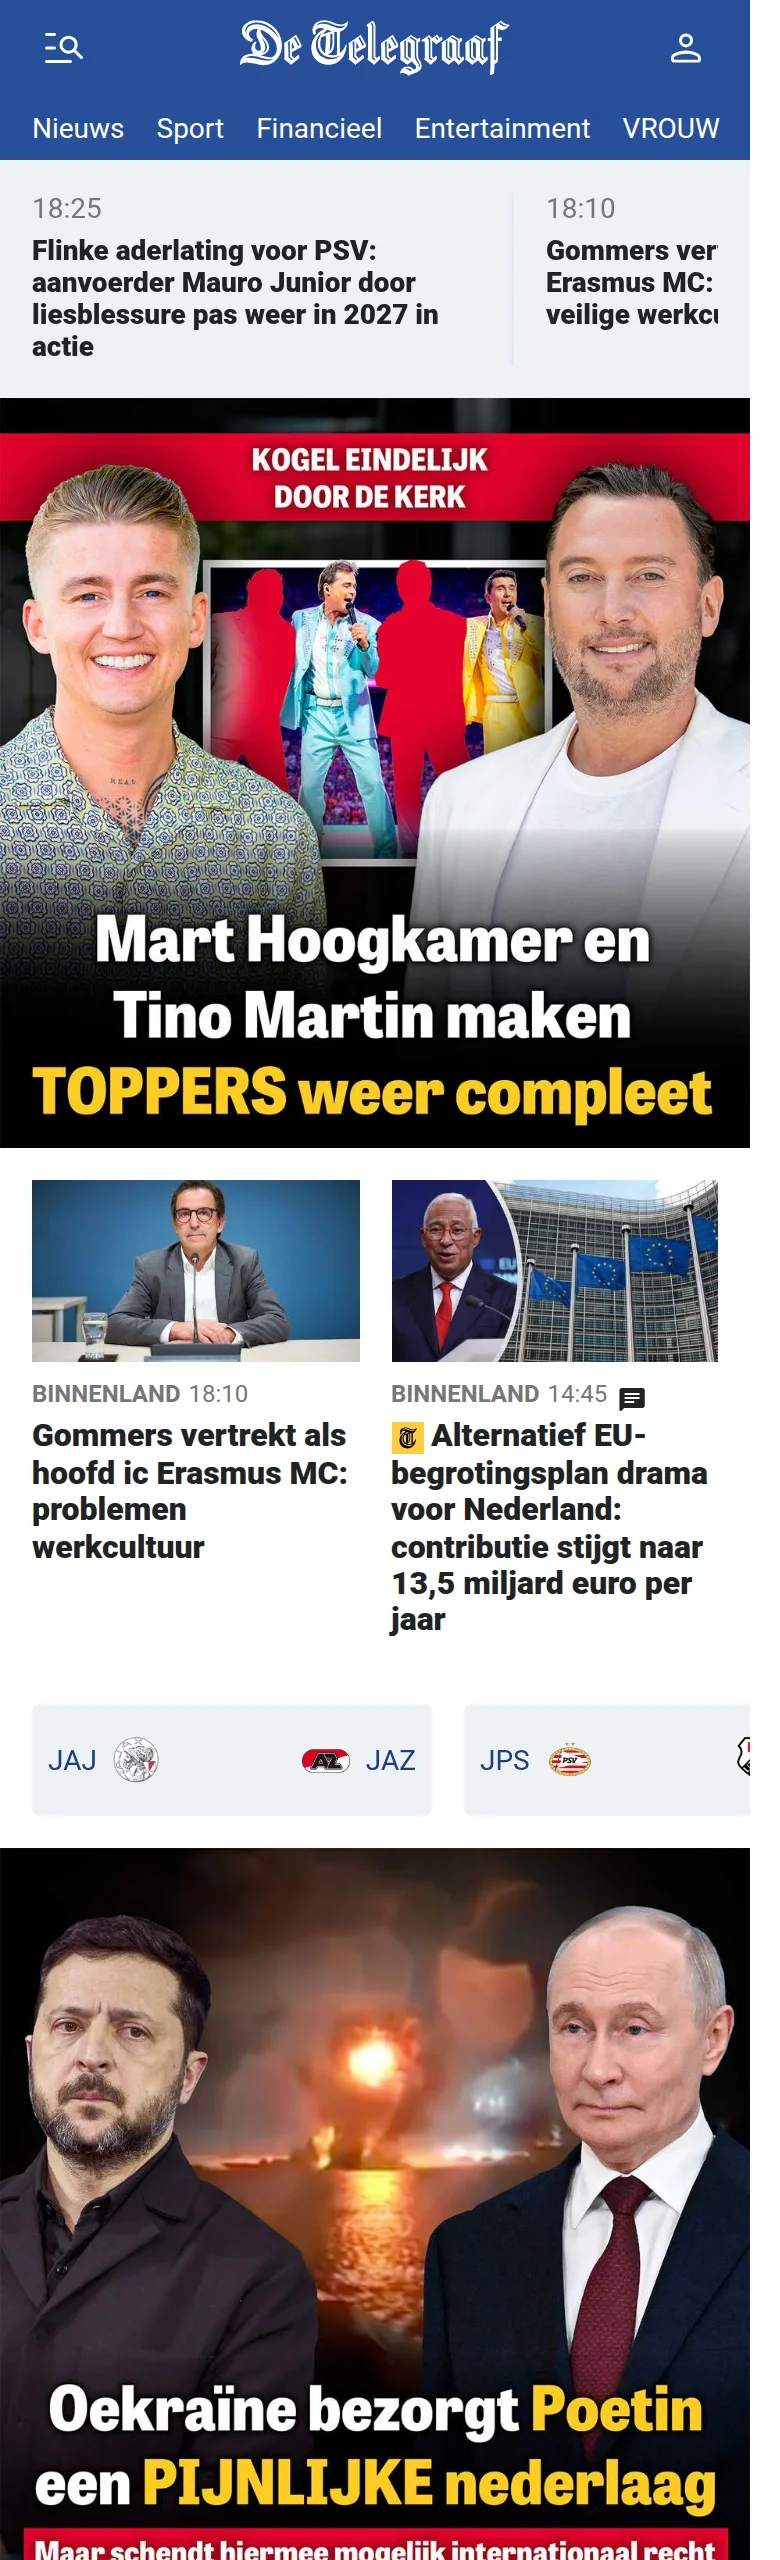 De Telegraaf
Nieuws Sport Financieel Entertainment VROUW
18:25
Flinke aderlating voor PSV:
aanvoerder Mauro Junior door
liesblessure pas weer in 2027 in
actie
18:10
Gommers ver
Erasmus MC:
veilige werkcu
KOGEL EINDELIJK
DOOR DE KERK
REAL
Mart Hoogkamer en
Tino Martin maken
TOPPERS weer compleet
BINNENLAND 18:10
Gommers vertrekt als
hoofd ic Erasmus MC:
problemen
werkcultuur
BINNENLAND 14:45
Alternatief EU-
begrotingsplan drama
voor Nederland:
contributie stijgt naar
13,5 miljard euro per
jaar
JAJ AZ JAZ
JPS PSV
Oekraïne bezorgt Poetin
een PIJNLIJKE nederlaag
Maar schendt hiermee mogelijk internationaal recht